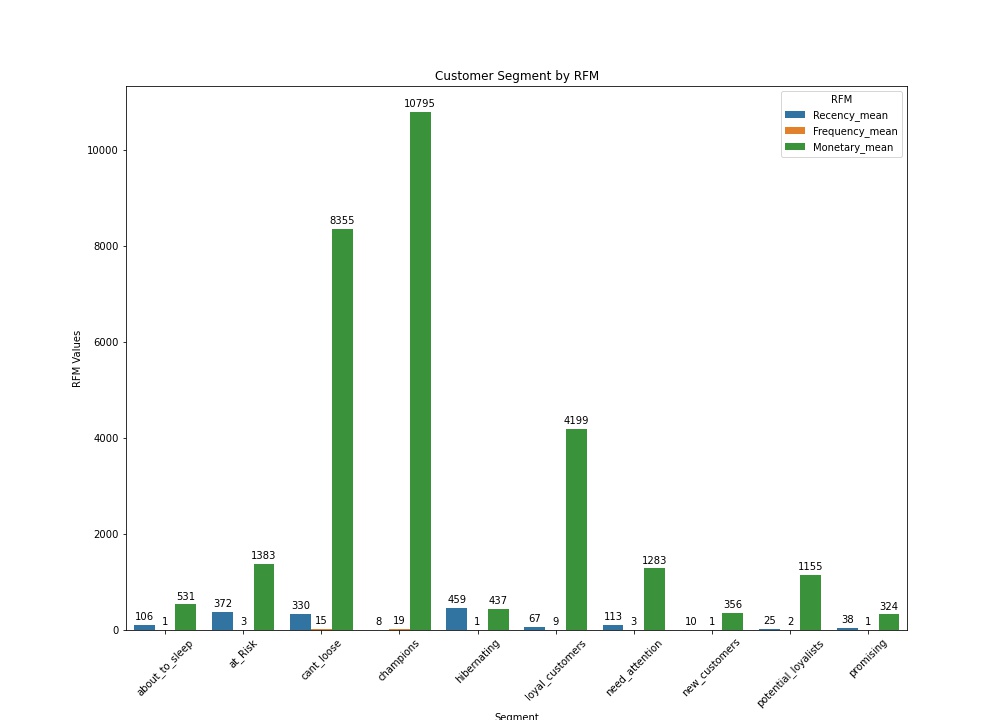 Customer Segment by RFM
RFM
Recency_mean
Frequency_mean
Monetary_mean
RFM Values
10000
8000
6000
4000
2000
0
106 1 531
372 3 1383
330 15 8355
8 19 10795
459 1 437
67 9 4199
113 3 1283
10 1 356
25 2 1155
38 1 324
about_to_sleep
at_Risk
cant_loose
champions
hibernating
loyal_customers
need_attention
new_customers
potential_loyalists
promising
Segment